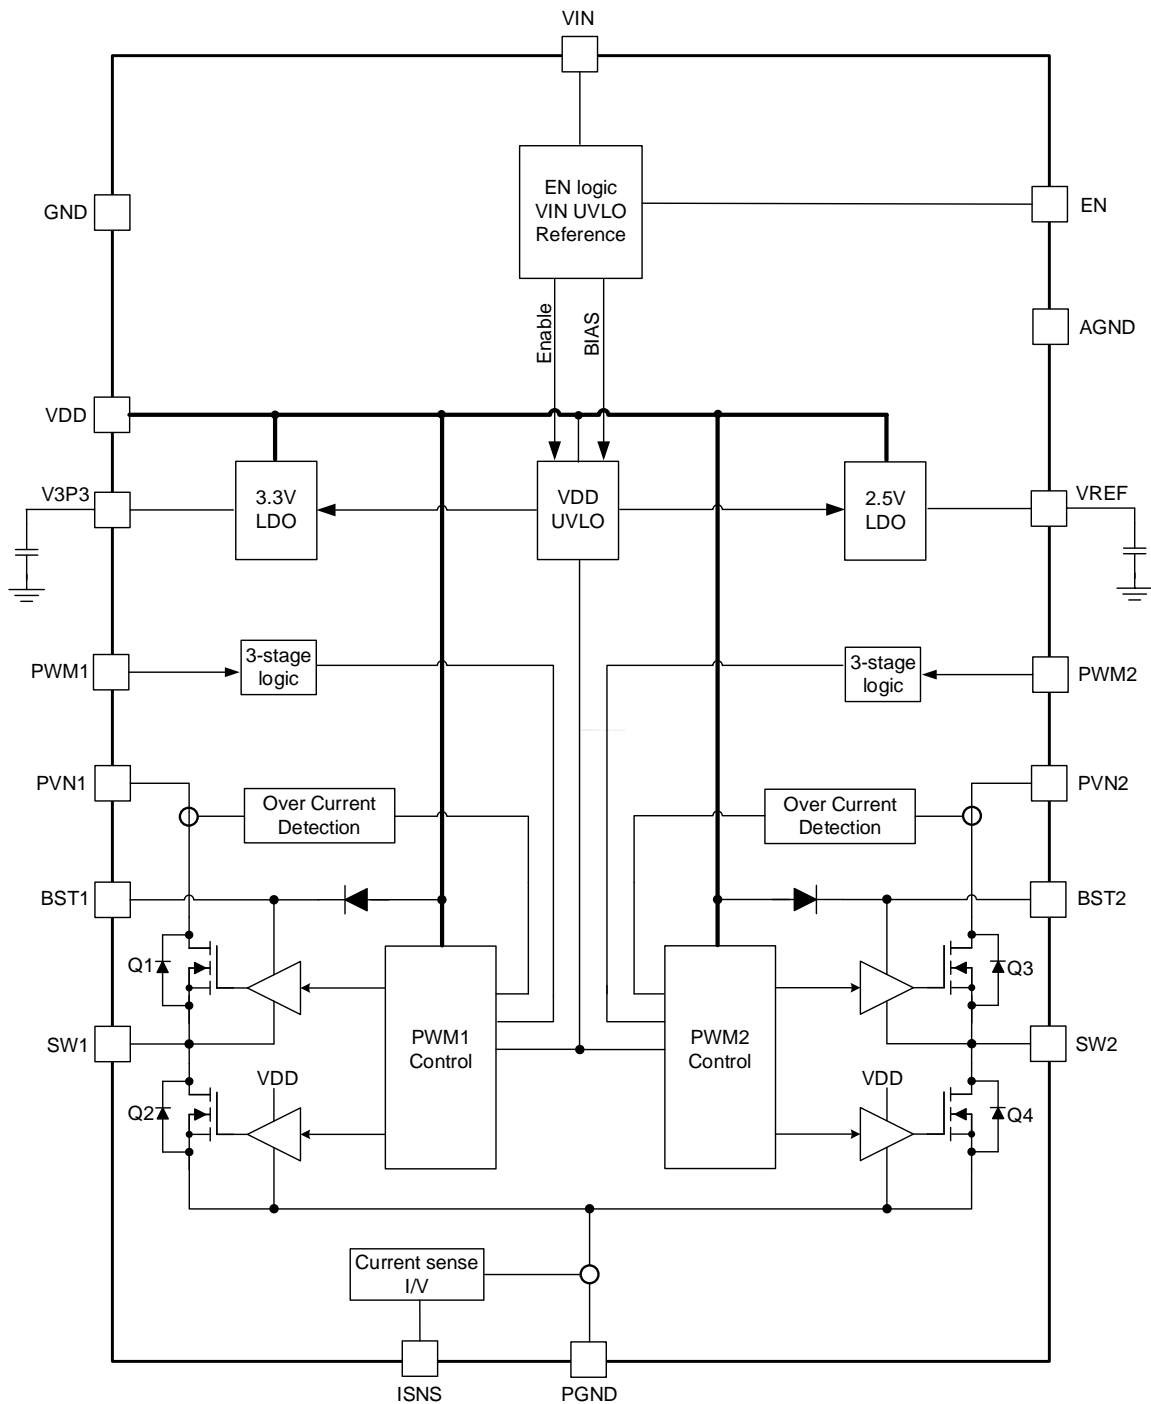 VIN
EN logic
VIN UVLO
Reference
GND
EN
Enable
BIAS
AGND
VDD
V3P3
3.3V
LDO
VDD
UVLO
2.5V
LDO
VREF
PWM1
3-stage
logic
3-stage
logic
PWM2
PVN1
Over Current
Detection
Over Current
Detection
PVN2
BST1
BST2
Q1
Q3
SW1
PWM1
Control
PWM2
Control
SW2
VDD
VDD
Q2
Q4
Current sense
I/V
ISNS
PGND